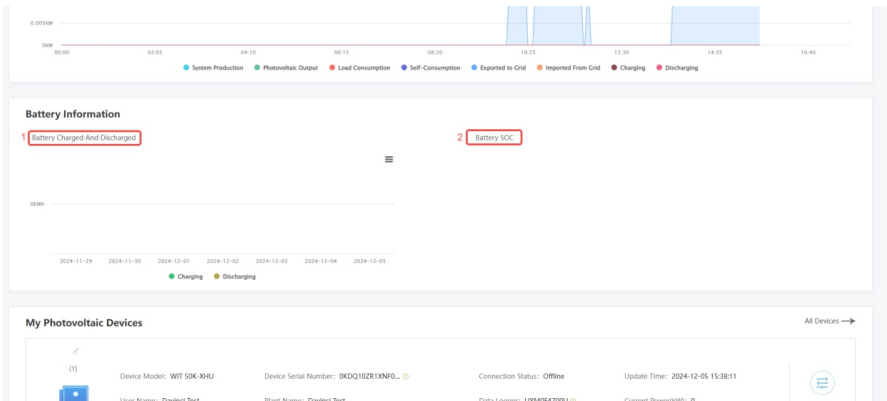 0.005kW
0kW
00:00 02:05 04:10 06:15 08:20 10:25 12:30 14:35 16:40
System Production Photovoltaic Output Load Consumption Self-Consumption Exported to Grid Imported From Grid Charging Discharging
Battery Information
1 Battery Charged And Discharged 2 Battery SOC
0kWh
2024-11-29 2024-11-30 2024-12-01 2024-12-02 2024-12-03 2024-12-04 2024-12-05
Charging Discharging
My Photovoltaic Devices All Devices
(1)
Device Model: WIT 50K-XHU Device Serial Number: 0KDQ10ZR1XNF0... Connection Status: Offline Update Time: 2024-12-05 15:38:11
User Name: Davinci Test Plant Name: Davinci Test Data Logger: Current Power(kW): 0